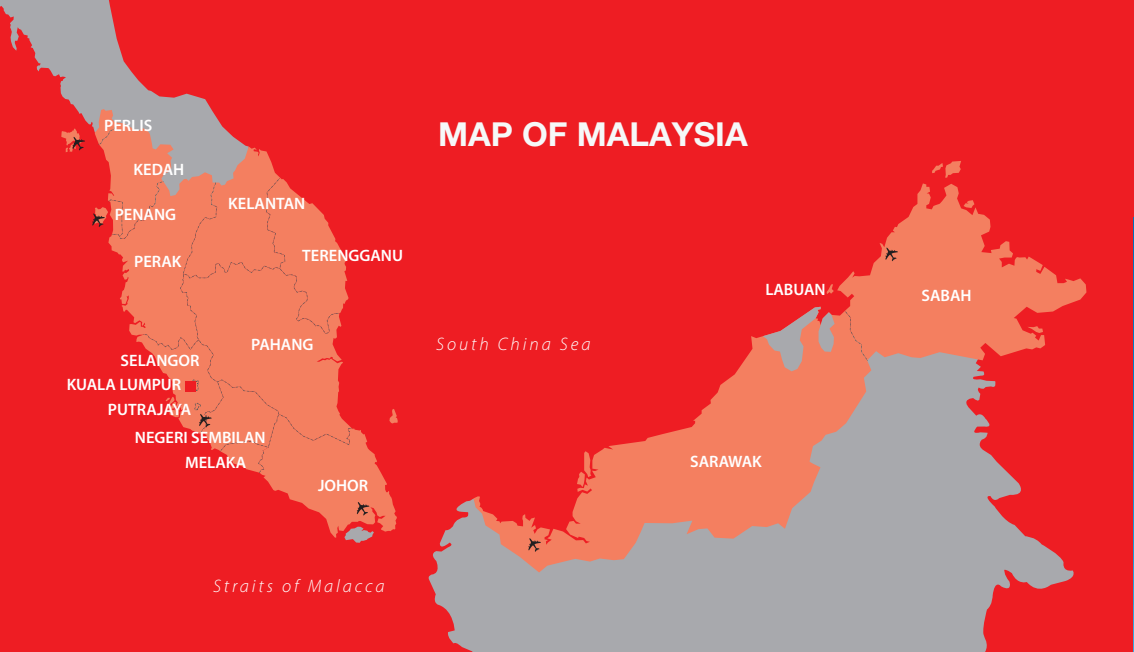 MAP OF MALAYSIA
PERLIS
KEDAH
PENANG
KELANTAN
PERAK
TERENGGANU
PAHANG
SELANGOR
KUALA LUMPUR
PUTRAJAYA
NEGERI SEMBILAN
MELAKA
JOHOR
South China Sea
Straits of Malacca
LABUAN
SABAH
SARAWAK